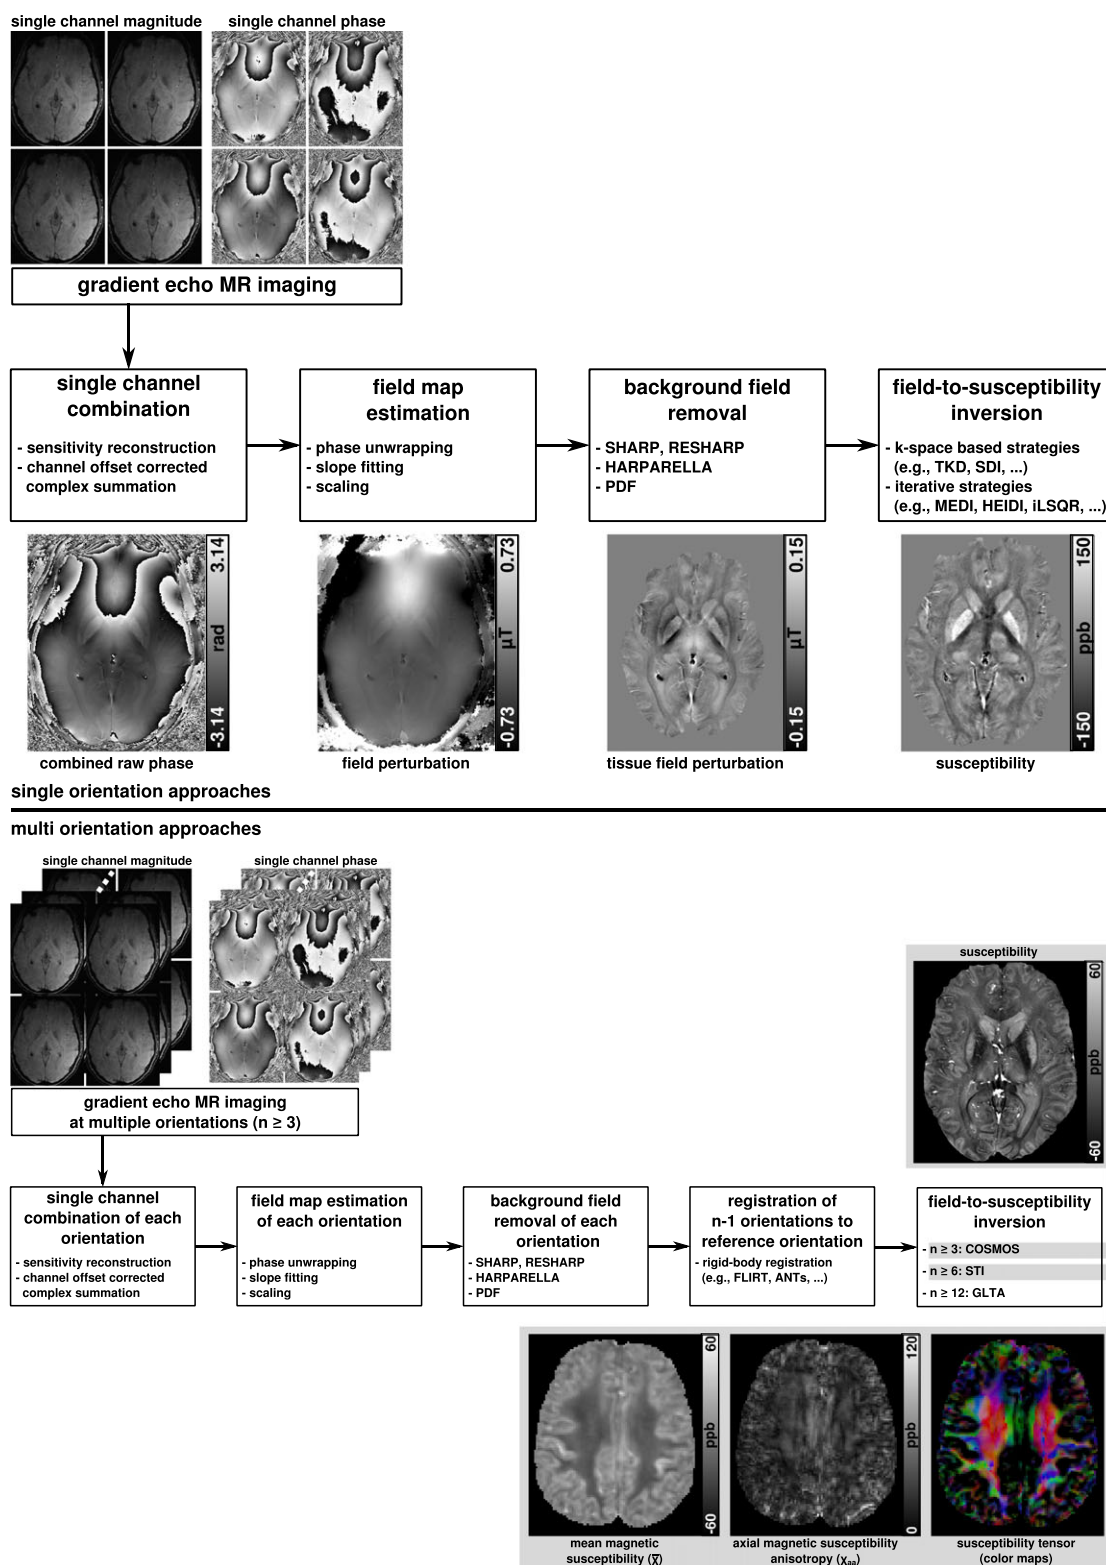 single channel magnitude
single channel phase
gradient echo MR imaging
single channel
combination
- sensitivity reconstruction
- channel offset corrected
complex summation
field map
estimation
- phase unwrapping
- slope fitting
- scaling
background field
removal
- SHARP, RESHARP
- HARPARELLA
- PDF
field-to-susceptibility
inversion
- k-space based strategies
(e.g., TKD, SDI, ...)
- iterative strategies
(e.g., MEDI, HEIDI, iLSQR, ...)
-3.14 rad 3.14
-0.73 µT 0.73
-0.15 µT 0.15
-150 ppb 150
combined raw phase
field perturbation
tissue field perturbation
susceptibility
single orientation approaches
multi orientation approaches
single channel magnitude
single channel phase
susceptibility
-60 ppb 60
gradient echo MR imaging
at multiple orientations (n ≥ 3)
single channel
combination of each
orientation
- sensitivity reconstruction
- channel offset corrected
complex summation
field map estimation
of each orientation
- phase unwrapping
- slope fitting
- scaling
background field
removal of each
orientation
- SHARP, RESHARP
- HARPARELLA
- PDF
registration of
n-1 orientations to
reference orientation
- rigid-body registration
(e.g., FLIRT, ANTs, ...)
field-to-susceptibility
inversion
- n ≥ 3: COSMOS
- n ≥ 6: STI
- n ≥ 12: GLTA
-60 ppb 60
0 ppb 120
mean magnetic
susceptibility (χ̅)
axial magnetic susceptibility
anisotropy (χaa)
susceptibility tensor
(color maps)